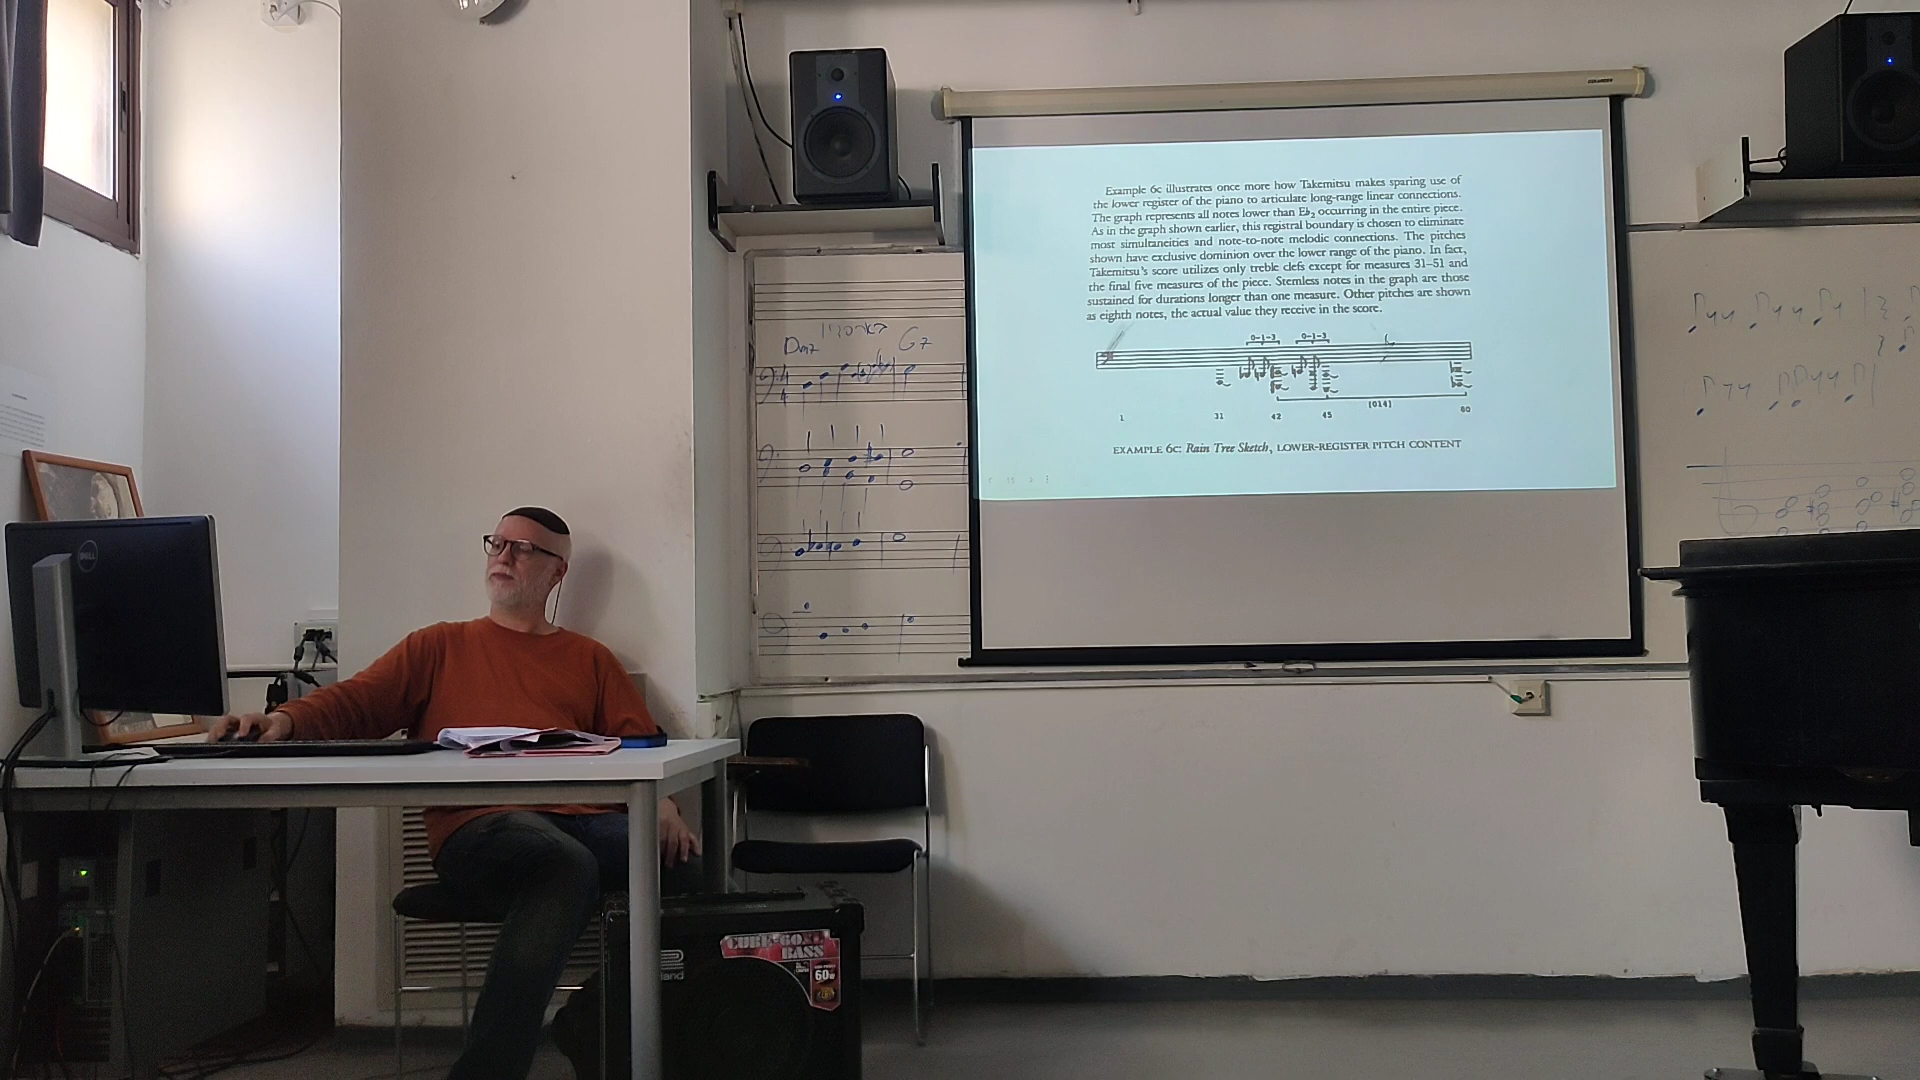 Example 6c illustrates once more how Takemitsu makes sparing use of
the lower register of the piano to articulate long-range linear connections.
The graph represents all notes lower than E♭2 occurring in the entire piece.
As in the graph shown earlier, this registral boundary is chosen to eliminate
most simultaneities and note-to-note melodic connections. The pitches
shown have exclusive dominion over the lower range of the piano. In fact,
Takemitsu's score utilizes only treble clefs except for measures 31–51 and
the final five measures of the piece. Stemless notes in the graph are those
sustained for durations longer than one measure. Other pitches are shown
as eighth notes, the actual value they receive in the score.
0-1-3 0-1-3
[014]
1 31 42 45 80
EXAMPLE 6C: Rain Tree Sketch, LOWER-REGISTER PITCH CONTENT
Dm7 G7
DELL
CUBE-60XL
BASS
60W